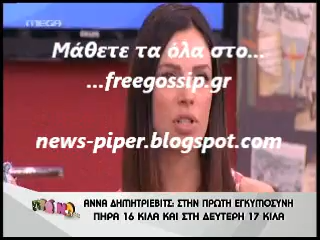 MEGA
Μάθετε τα όλα στο...
...freegossip.gr
news-piper.blogspot.com
ΑΝΝΑ ΔΗΜΗΤΡΙΕΒΙΤΣ: ΣΤΗΝ ΠΡΩΤΗ ΕΓΚΥΜΟΣΥΝΗ
ΠΗΡΑ 16 ΚΙΛΑ ΚΑΙ ΣΤΗ ΔΕΥΤΕΡΗ 17 ΚΙΛΑ